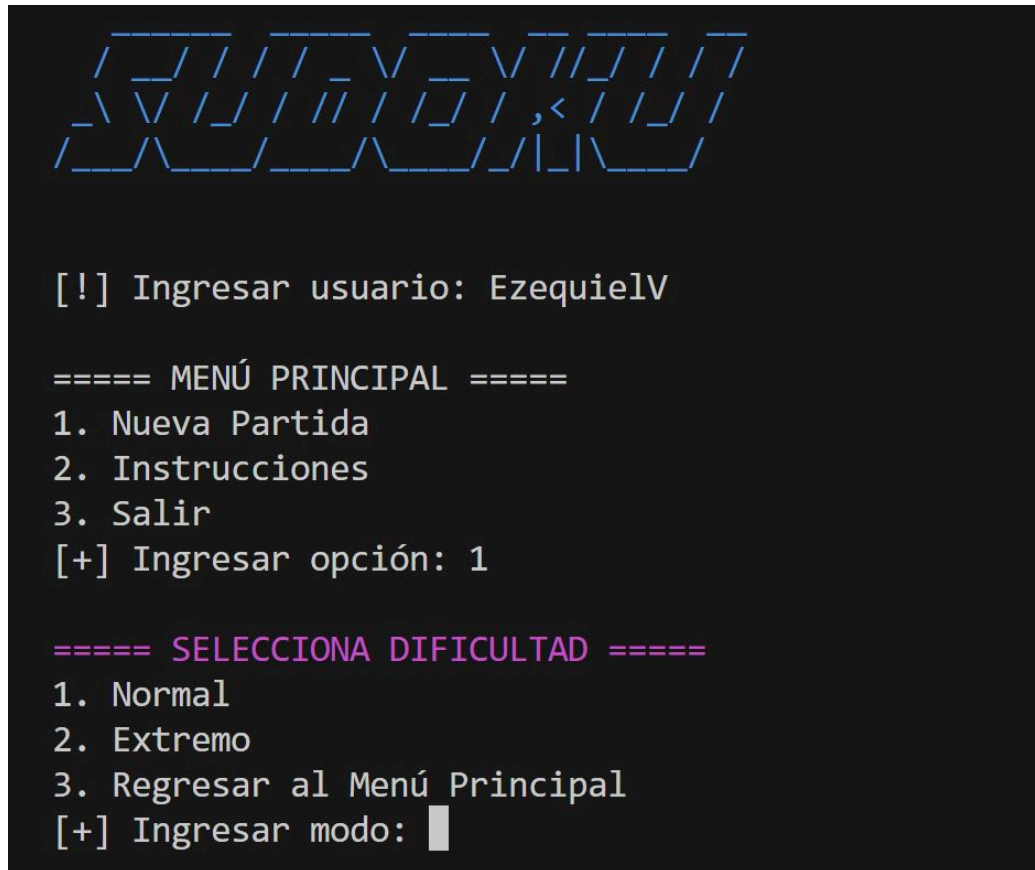 SUDOKU
[!] Ingresar usuario: EzequielV
===== MENÚ PRINCIPAL =====
1. Nueva Partida
2. Instrucciones
3. Salir
[+] Ingresar opción: 1
===== SELECCIONA DIFICULTAD =====
1. Normal
2. Extremo
3. Regresar al Menú Principal
[+] Ingresar modo: